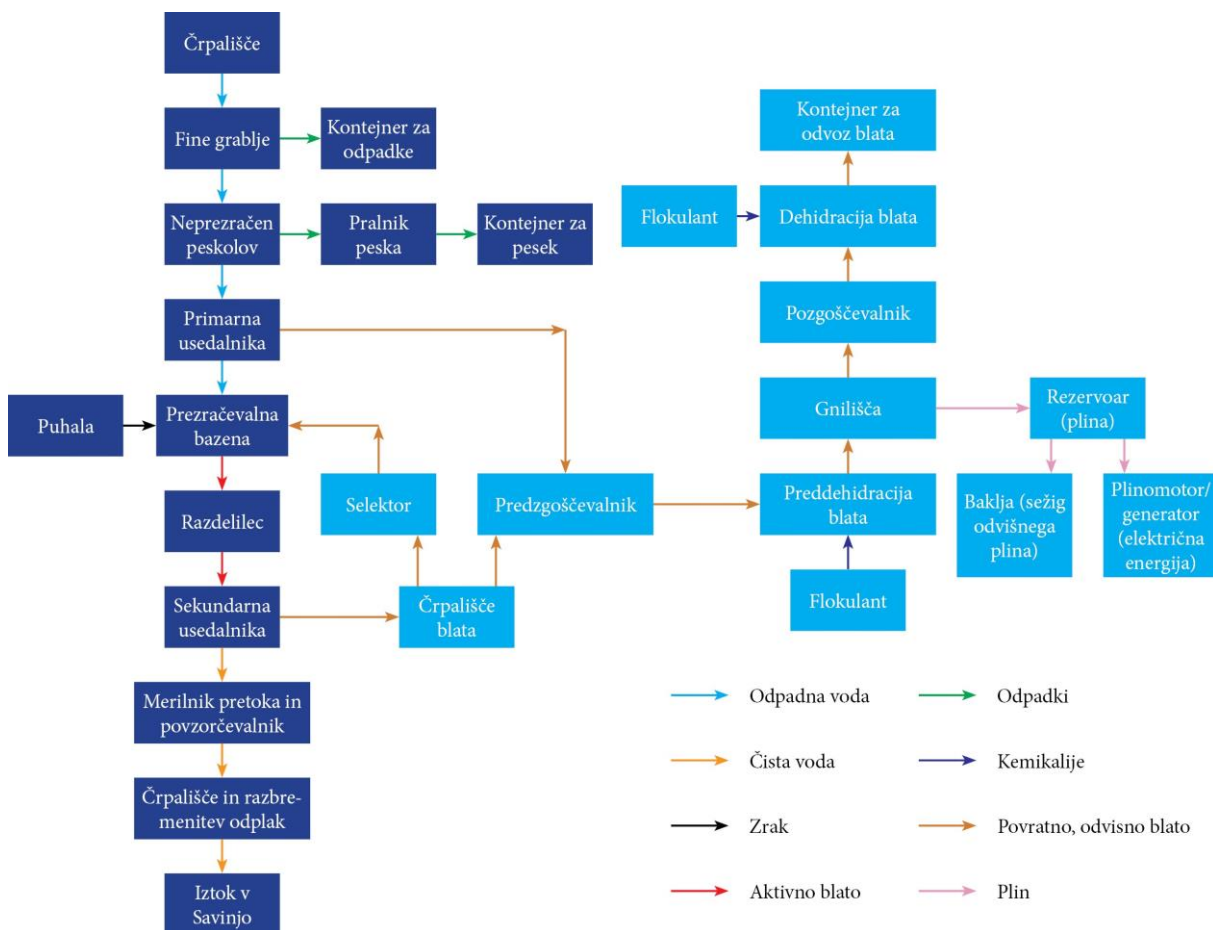 Črpališče
Fine grablje
Kontejner za
odpadke
Neprezračen
peskolov
Pralnik
peska
Kontejner za
pesek
Primarna
usedalnika
Puhala
Prezračevalna
bazena
Razdelilec
Sekundarna
usedalnika
Merilnik pretoka in
povzorčevalnik
Črpališče in razbre-
menitev odplak
Iztok v
Savinjo
Selektor
Črpališče
blata
Predzgoščevalnik
Kontejner za
odvoz blata
Flokulant
Dehidracija blata
Pozgoščevalnik
Gnilišča
Rezervoar
(plina)
Preddehidracija
blata
Baklja (sežig
odvišnega
plina)
Plinomotor/
generator
(električna
energija)
Flokulant
Odpadna voda
Čista voda
Zrak
Aktivno blato
Odpadki
Kemikalije
Povratno, odvisno blato
Plin